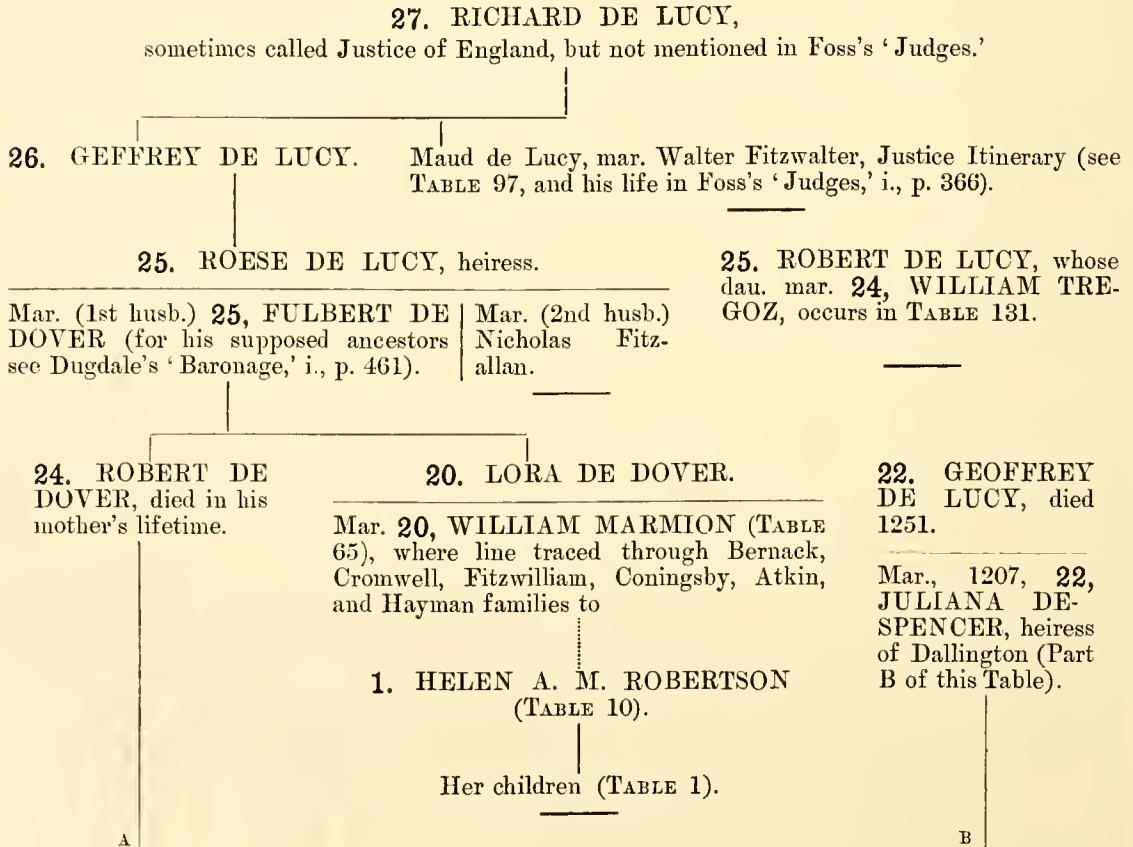 27. RICHARD DE LUCY,
sometimes called Justice of England, but not mentioned in Foss's ‘Judges.’
26. GEFFREY DE LUCY.
Maud de Lucy, mar. Walter Fitzwalter, Justice Itinerary (see
TABLE 97, and his life in Foss's ‘Judges,’ i., p. 366).
25. ROESE DE LUCY, heiress.
Mar. (1st husb.) 25, FULBERT DE
DOVER (for his supposed ancestors
see Dugdale's ‘Baronage,’ i., p. 461).
Mar. (2nd husb.)
Nicholas Fitz-
allan.
25. ROBERT DE LUCY, whose
dau. mar. 24, WILLIAM TRE-
GOZ, occurs in TABLE 131.
24. ROBERT DE
DOVER, died in his
mother's lifetime.
20. LORA DE DOVER.
Mar. 20, WILLIAM MARMION (TABLE
65), where line traced through Bernack,
Cromwell, Fitzwilliam, Coningsby, Atkin,
and Hayman families to
1. HELEN A. M. ROBERTSON
(TABLE 10).
Her children (TABLE 1).
22. GEOFFREY
DE LUCY, died
1251.
Mar., 1207, 22,
JULIANA DE-
SPENCER, heiress
of Dallington (Part
B of this Table).
A
B